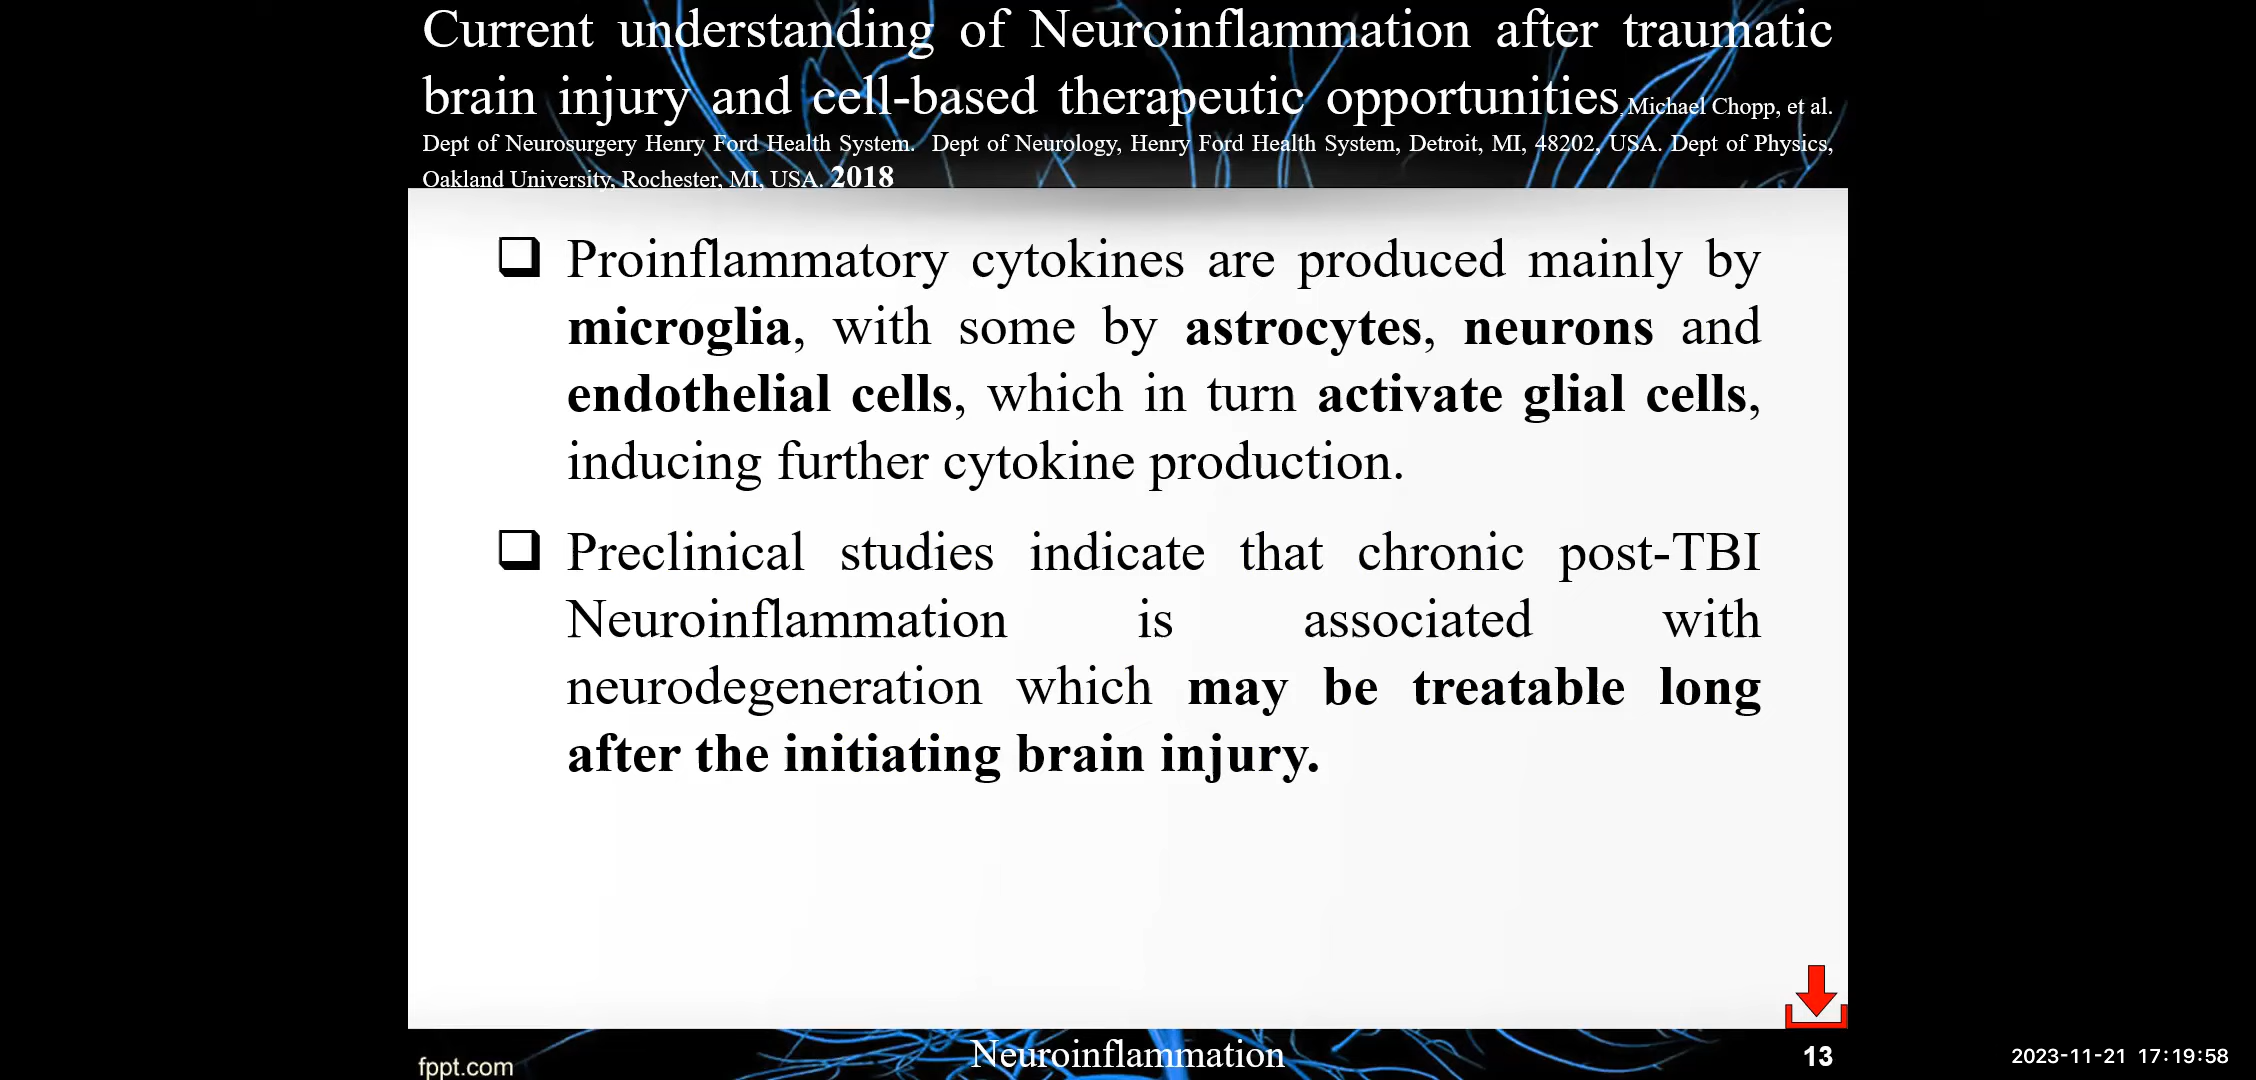 Current understanding of Neuroinflammation after traumatic
brain injury and cell-based therapeutic opportunities, Michael Chopp, et al.
Dept of Neurosurgery Henry Ford Health System. Dept of Neurology, Henry Ford Health System, Detroit, MI, 48202, USA. Dept of Physics,
Oakland University, Rochester, MI, USA. 2018
❑ Proinflammatory cytokines are produced mainly by
microglia, with some by astrocytes, neurons and
endothelial cells, which in turn activate glial cells,
inducing further cytokine production.
❑ Preclinical studies indicate that chronic post-TBI
Neuroinflammation is associated with
neurodegeneration which may be treatable long
after the initiating brain injury.
fppt.com
Neuroinflammation
13
2023-11-21 17:19:58